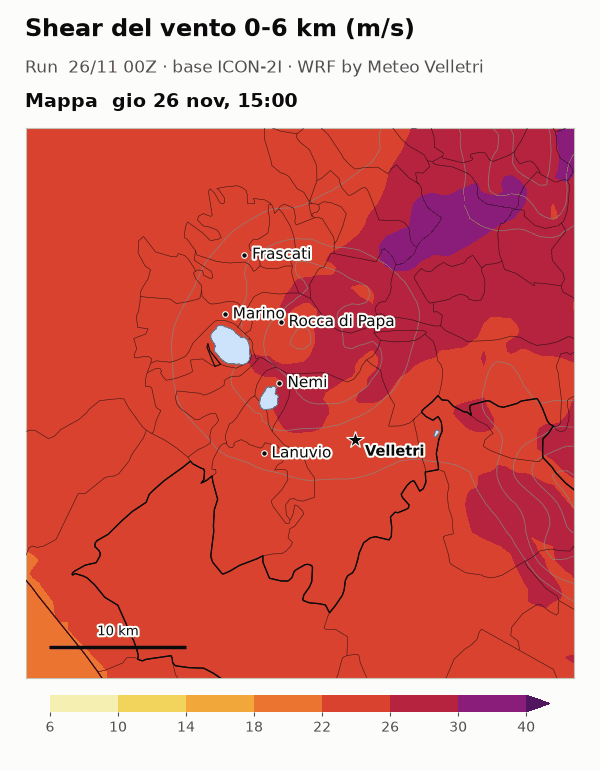 Shear del vento 0-6 km (m/s)
Run  26/11 00Z · base ICON-2I · WRF by Meteo Velletri
Mappa  gio 26 nov, 15:00
Frascati
Marino
Rocca di Papa
Nemi
Velletri
Lanuvio
10 km
6 10 14 18 22 26 30 40